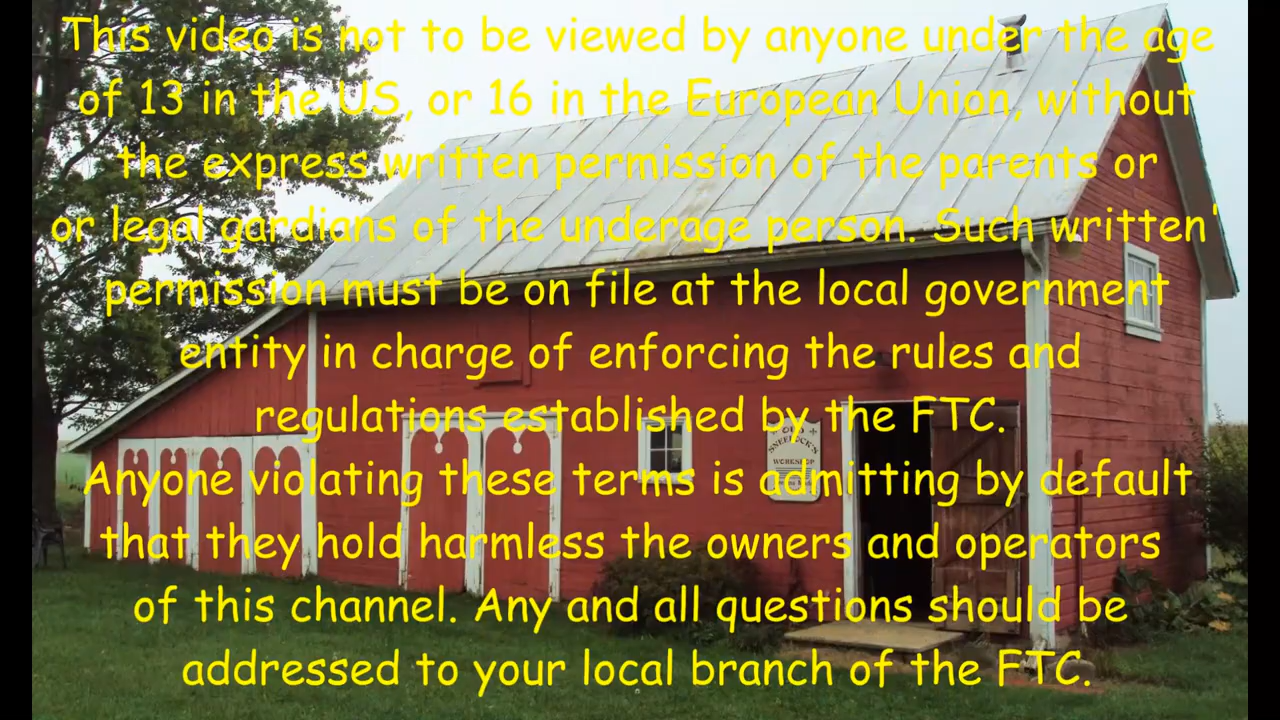 This video is not to be viewed by anyone under the age
of 13 in the US, or 16 in the European Union, without
the express written permission of the parents or
or legal gardians of the underage person. Such written'
permission must be on file at the local government
entity in charge of enforcing the rules and
regulations established by the FTC.
Anyone violating these terms is admitting by default
that they hold harmless the owners and operators
of this channel. Any and all questions should be
addressed to your local branch of the FTC.
WORKSHOP